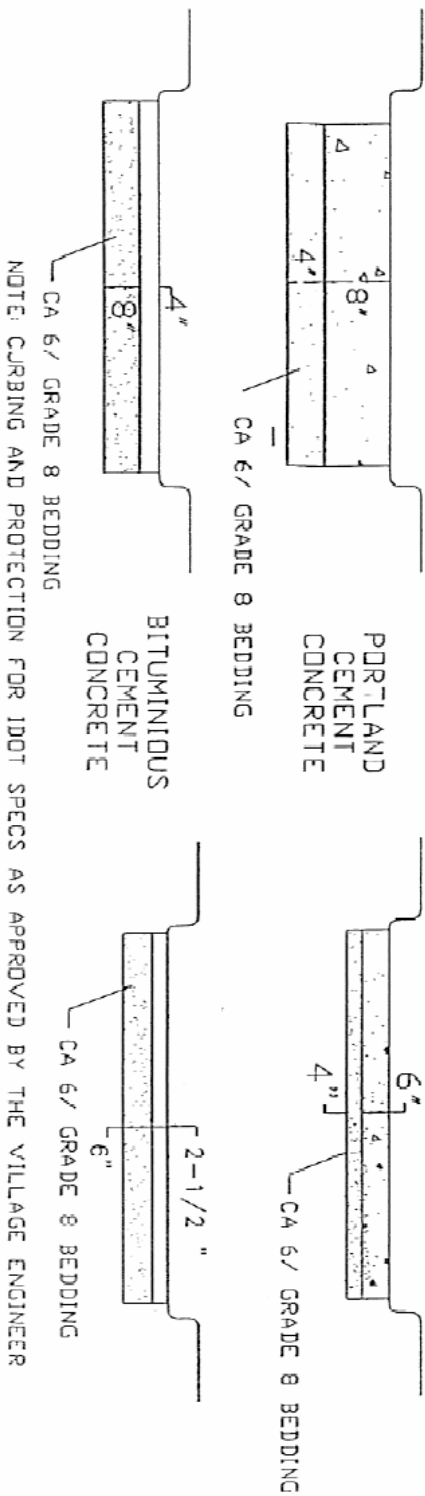 4"
8"
CA 6/ GRADE 8 BEDDING
PORTLAND
CEMENT
CONCRETE
6"
4"
CA 6/ GRADE 8 BEDDING
4"
8"
CA 6/ GRADE 8 BEDDING
BITUMINIOUS
CEMENT
CONCRETE
2-1/2 "
6"
CA 6/ GRADE 8 BEDDING
NOTE: CURBING AND PROTECTION FOR IDOT SPECS AS APPROVED BY THE VILLAGE ENGINEER